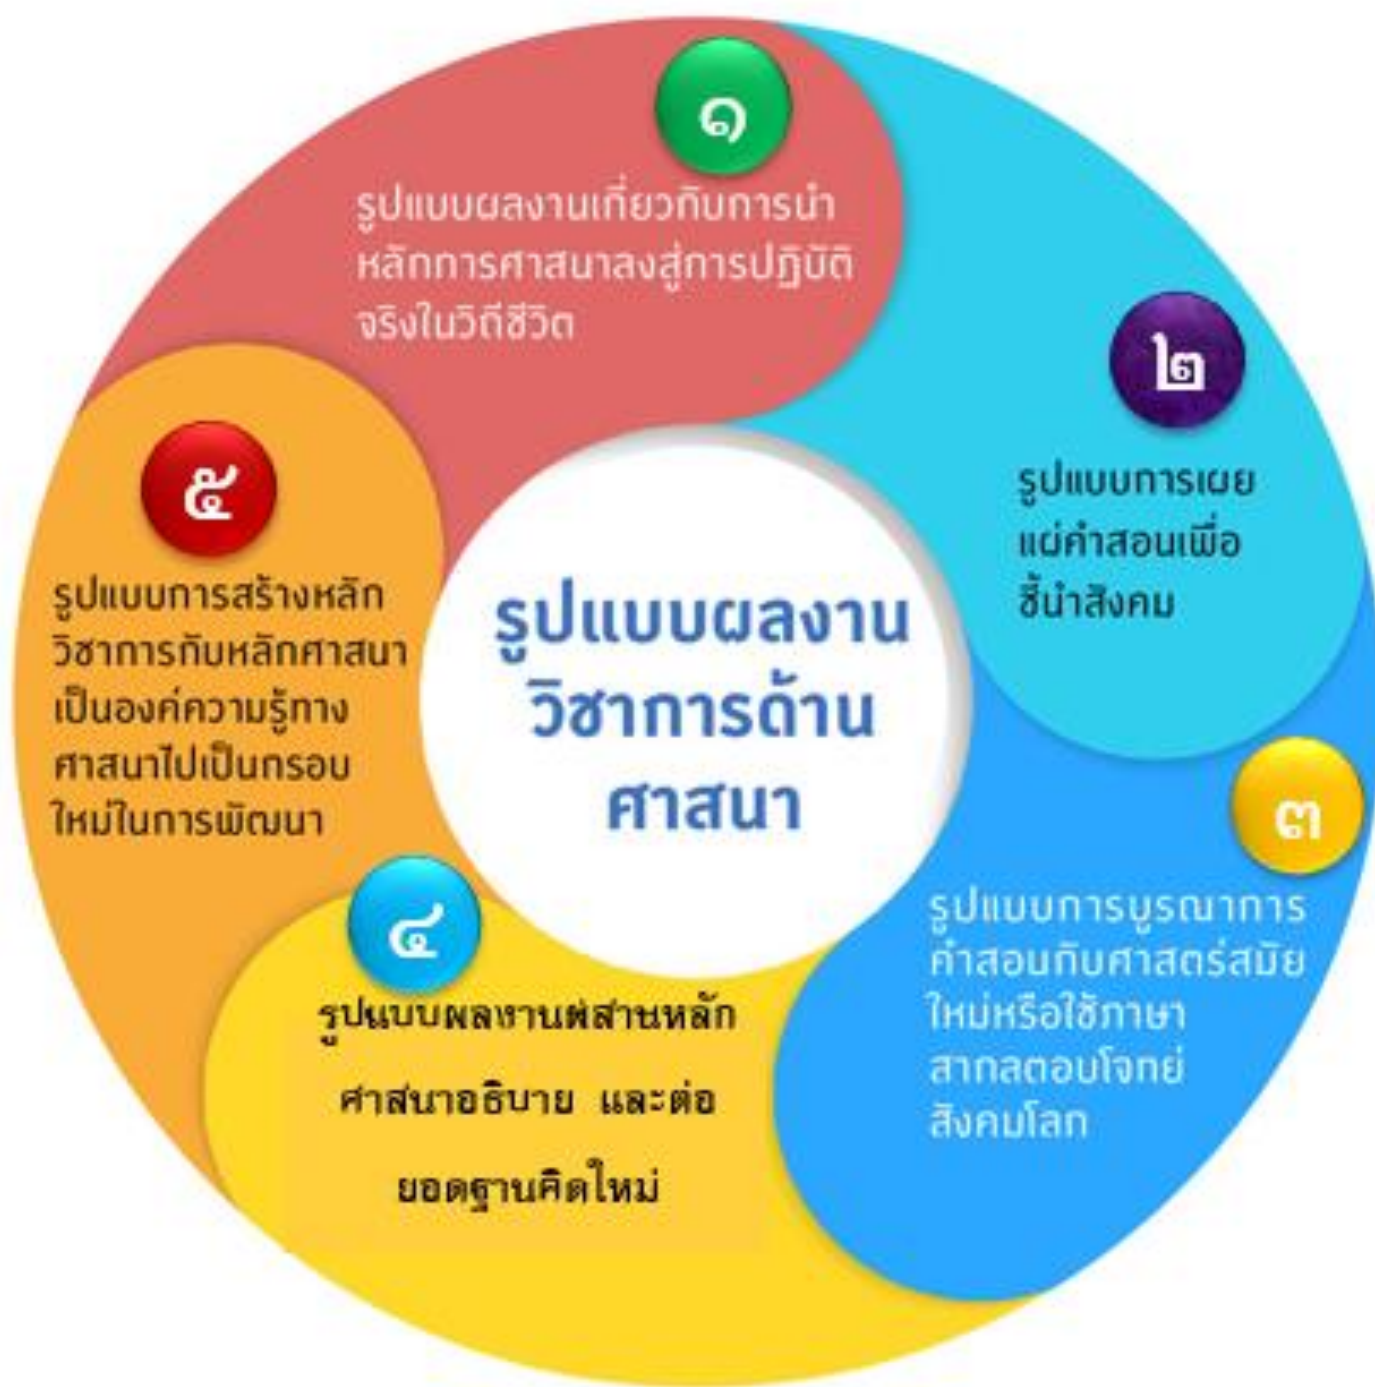 รูปแบบผลงาน
วิชาการด้าน
ศาสนา
๑
รูปแบบผลงานเกี่ยวกับการนำ
หลักการศาสนาลงสู่การปฏิบัติ
จริงในวิถีชีวิต
๒
รูปแบบการเผย
แผ่คำสอนเพื่อ
ชี้นำสังคม
๓
รูปแบบการบูรณาการ
คำสอนกับศาสตร์สมัย
ใหม่หรือใช้ภาษา
สากลตอบโจทย์
สังคมโลก
๔
รูปแบบผลงานผสานหลัก
ศาสนาอธิบาย และต่อ
ยอดฐานคิดใหม่
๕
รูปแบบการสร้างหลัก
วิชาการกับหลักศาสนา
เป็นองค์ความรู้ทาง
ศาสนาไปเป็นกรอบ
ใหม่ในการพัฒนา